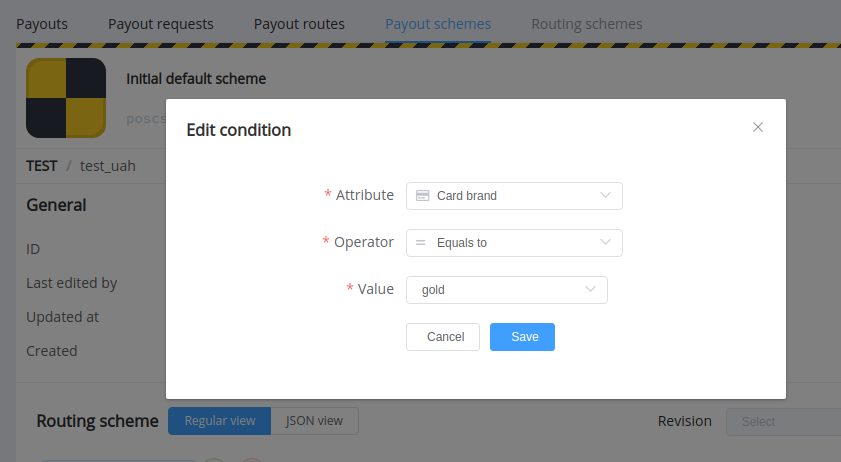 Payouts Payout requests Payout routes Payout schemes Routing schemes
Initial default scheme
poscs
Edit condition
TEST / test_uah
* Attribute Card brand
General
* Operator Equals to
ID
Last edited by
* Value gold
Updated at
Cancel Save
Created
Routing scheme Regular view JSON view Revision Select